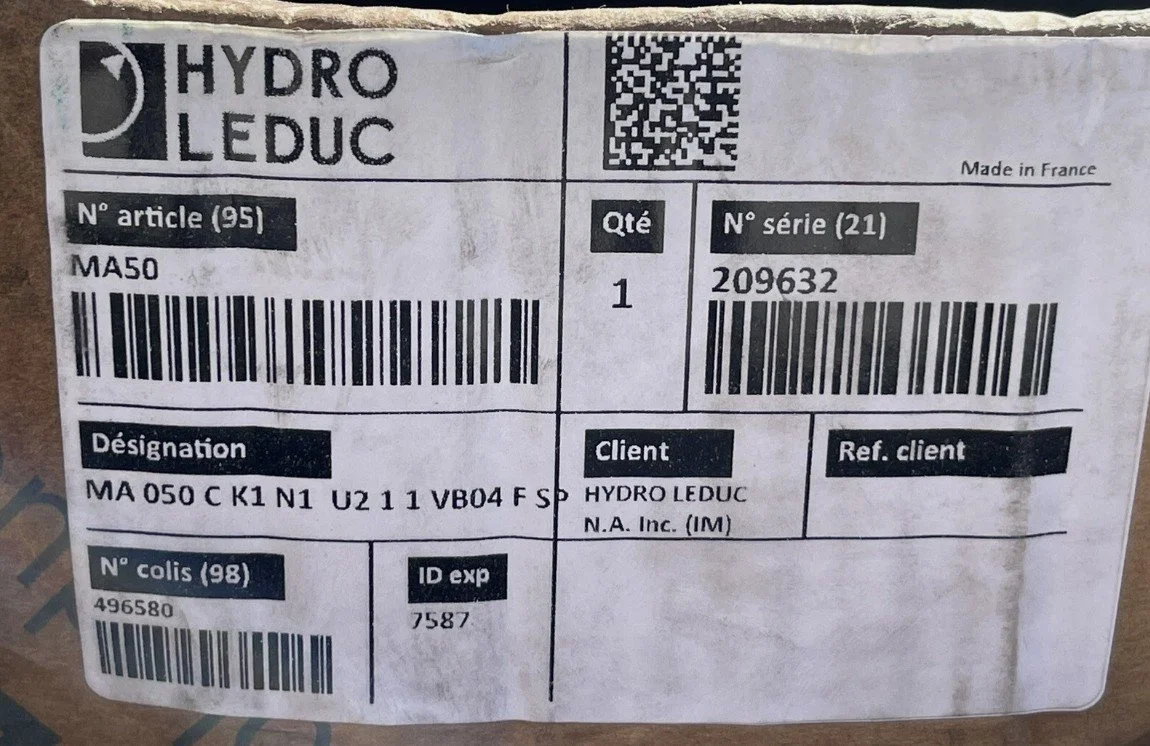 HYDRO
LEDUC
Made in France
N° article (95)
MA50
Qté
1
N° série (21)
209632
Désignation
MA 050 C K1 N1 U2 1 1 VB04 F SP
Client
HYDRO LEDUC
N.A. Inc. (IM)
Ref. client
N° colis (98)
496580
ID exp
7587